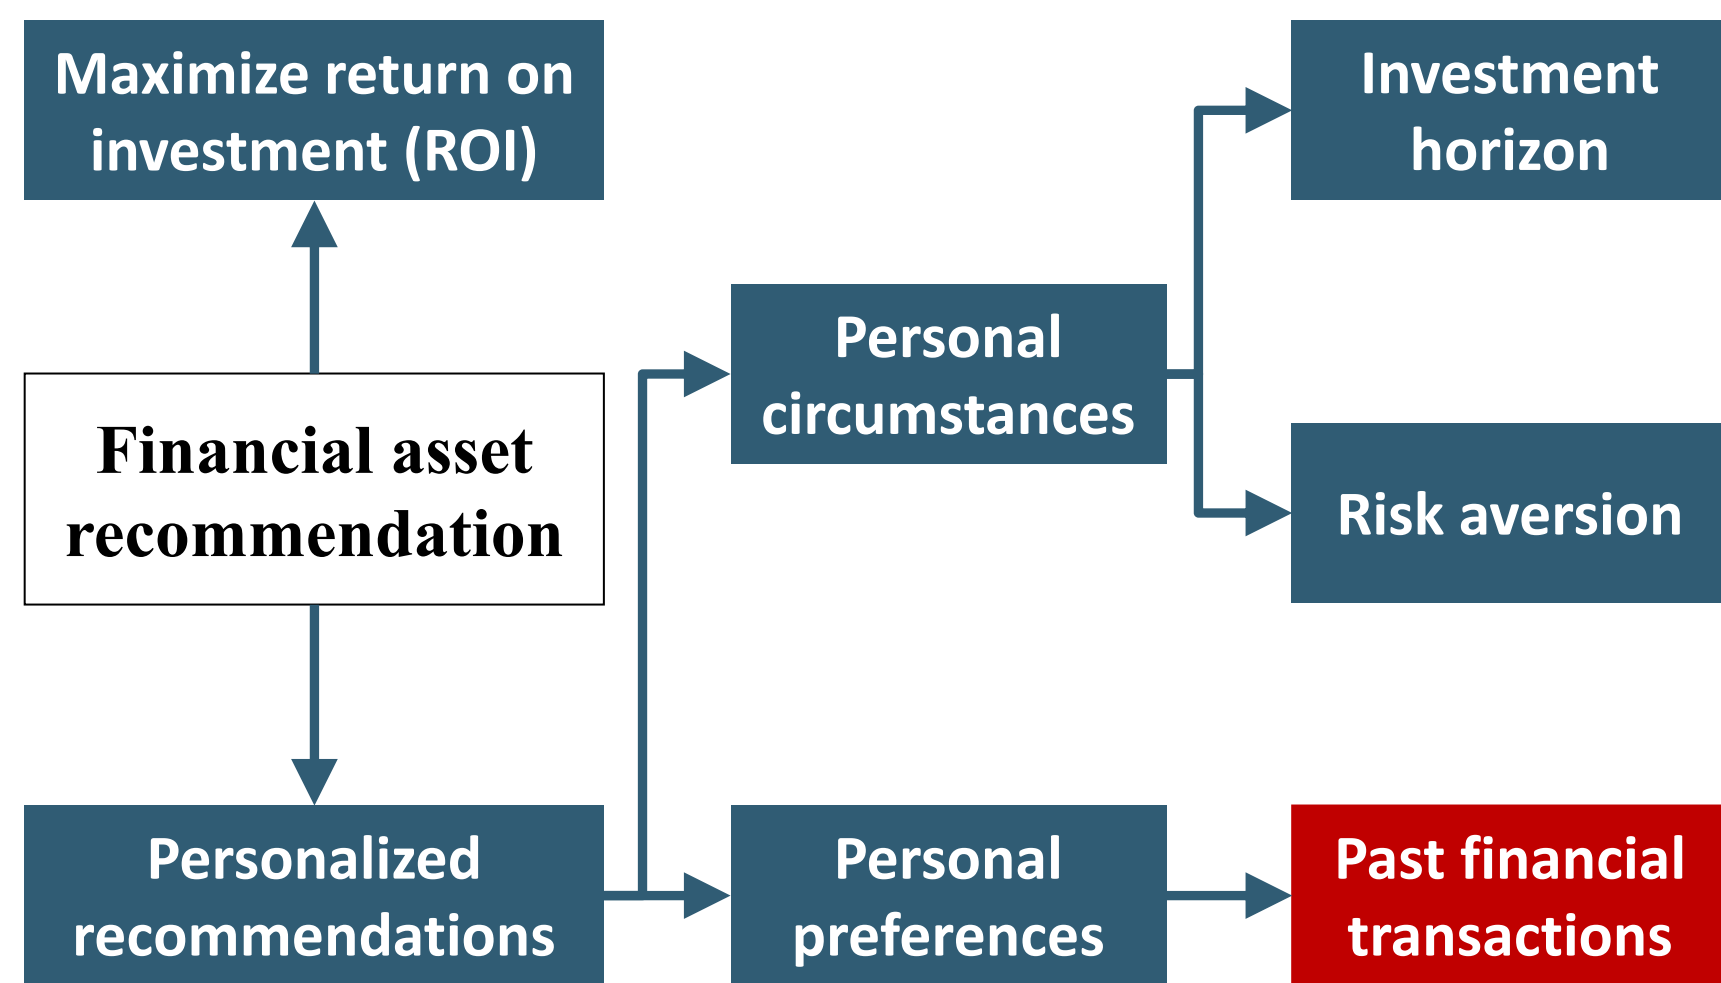 Maximize return on
investment (ROI)
Investment
horizon
Personal
circumstances
Financial asset
recommendation
Risk aversion
Personalized
recommendations
Personal
preferences
Past financial
transactions